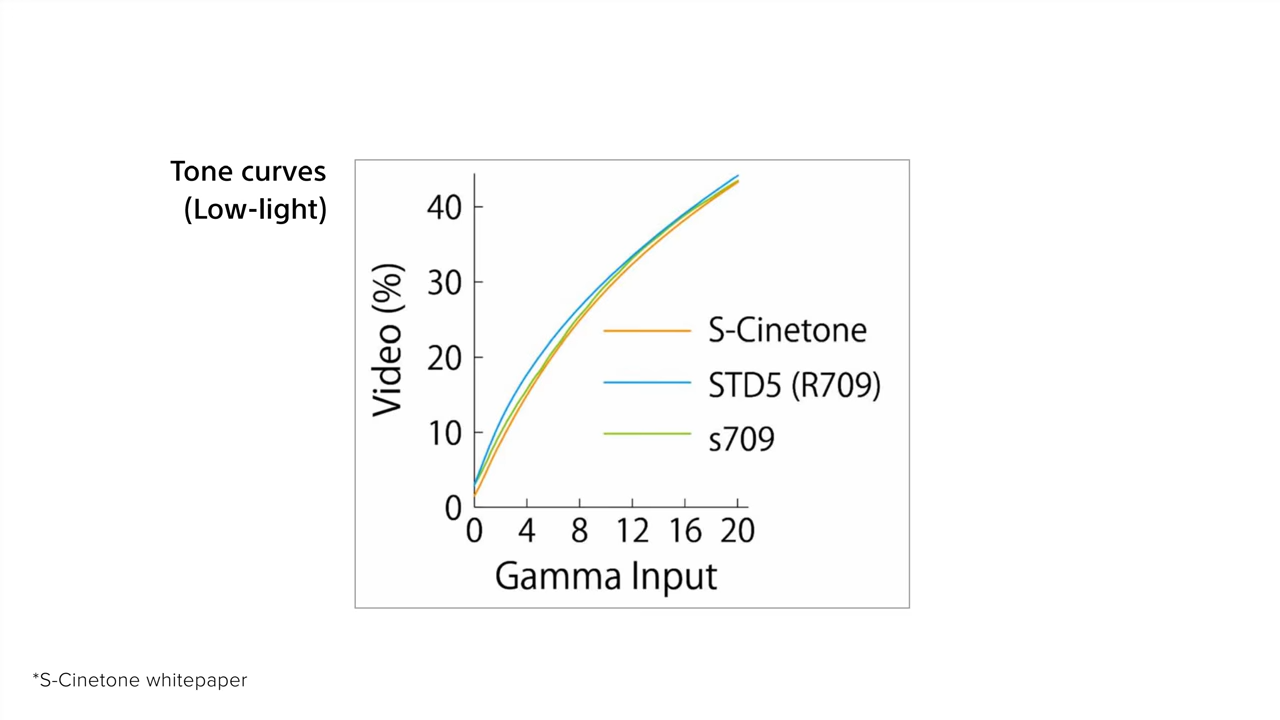 Tone curves
(Low-light)
40
30
20
10
0
Video (%)
S-Cinetone
STD5 (R709)
s709
0 4 8 12 16 20
Gamma Input
*S-Cinetone whitepaper